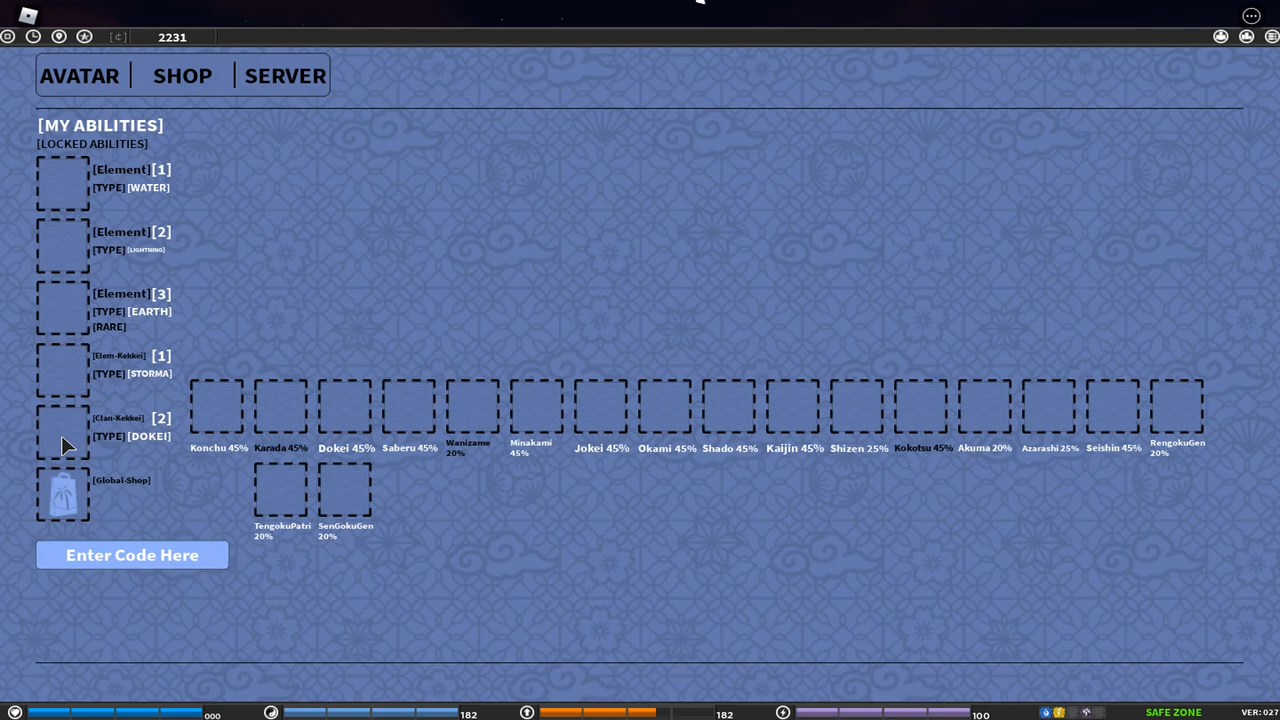 [¢] 2231
AVATAR SHOP SERVER
[MY ABILITIES]
[LOCKED ABILITIES]
[Element] [1]
[TYPE] [WATER]
[Element] [2]
[TYPE] [LIGHTNING]
[Element] [3]
[TYPE] [EARTH]
[RARE]
[Elem-Kekkei] [1]
[TYPE] [STORMA]
[Clan-Kekkei] [2]
[TYPE] [DOKEI]
Konchu 45% Karada 45% Dokei 45% Saberu 45% Wanizame 20% Minakami 45% Jokei 45% Okami 45% Shado 45% Kaijin 45% Shizen 25% Kokotsu 45% Akuma 20% Azarashi 25% Seishin 45% RengokuGen 20%
[Global-Shop]
TengokuPatri 20% SenGokuGen 20%
Enter Code Here
000 182 182 100 SAFE ZONE VER: 027